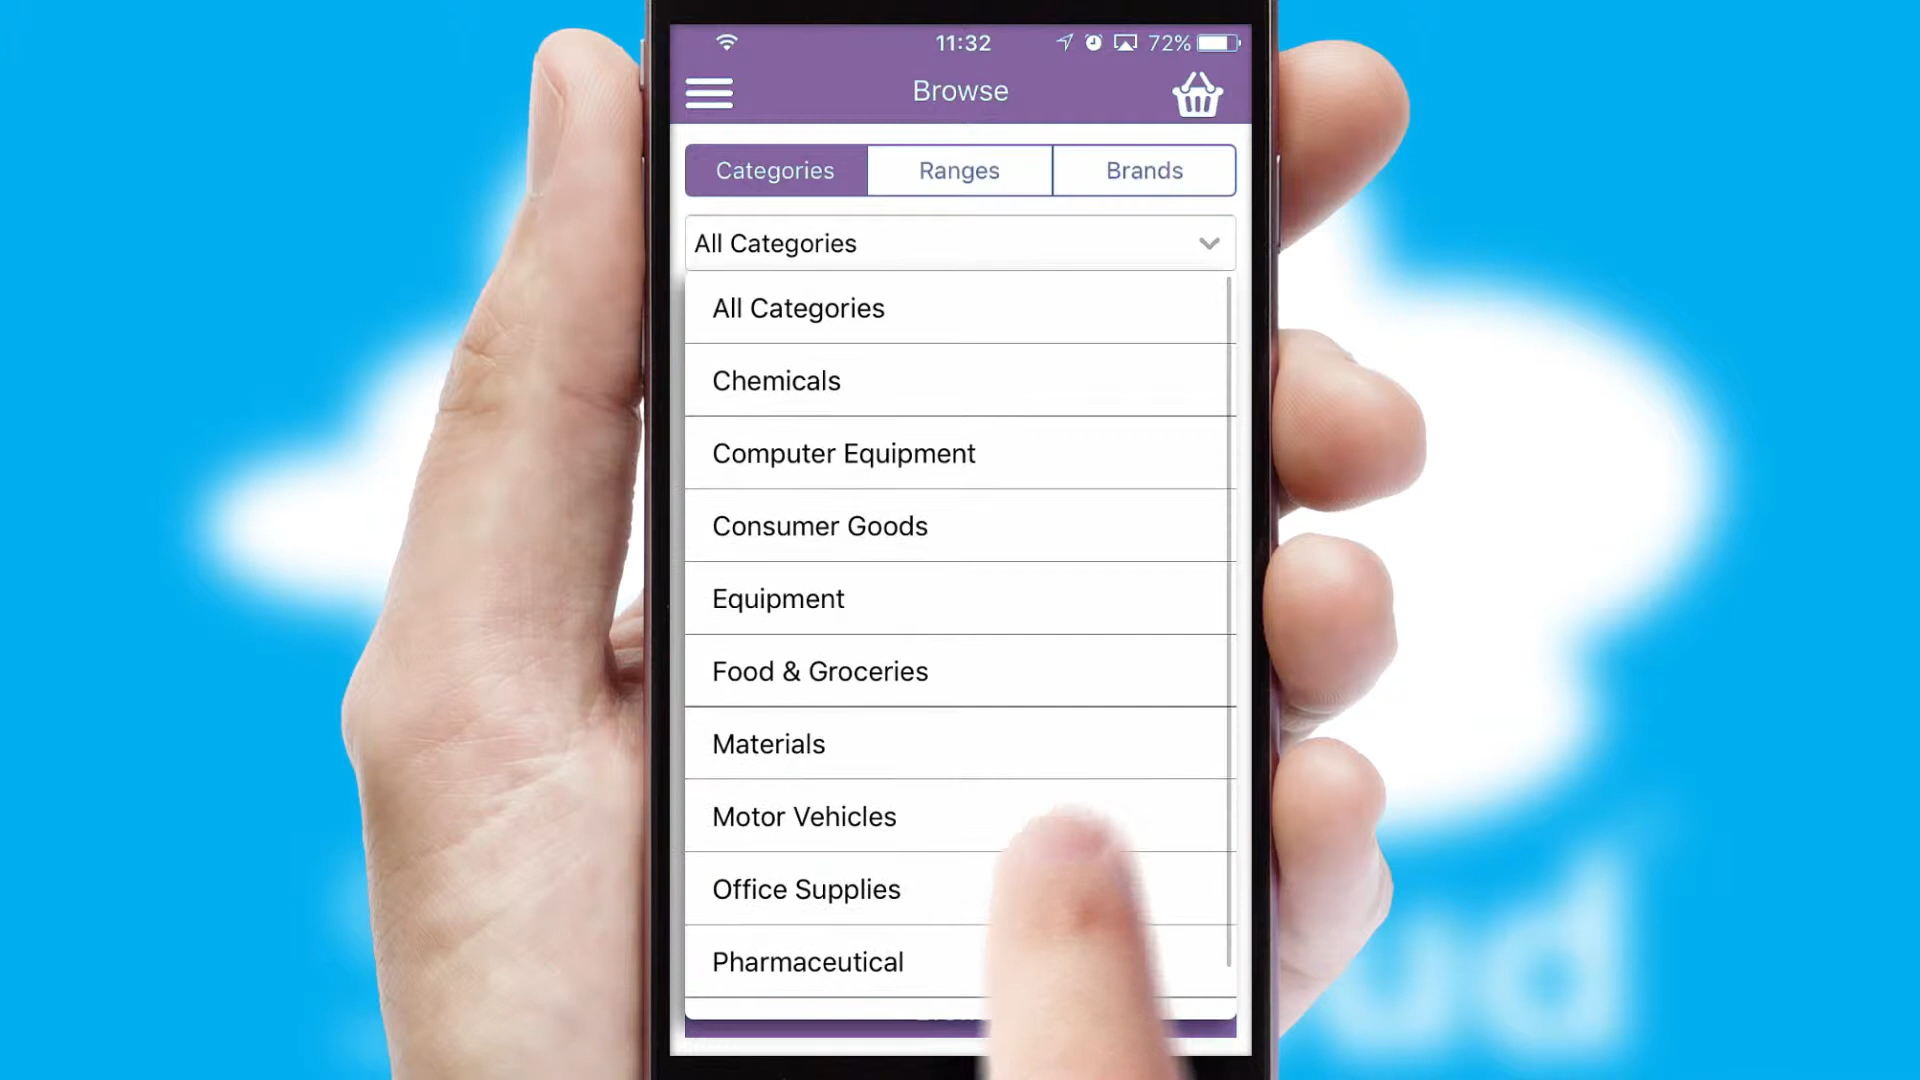 11:32
72%
Browse
Categories
Ranges
Brands
All Categories
All Categories
Chemicals
Computer Equipment
Consumer Goods
Equipment
Food & Groceries
Materials
Motor Vehicles
Office Supplies
Pharmaceutical